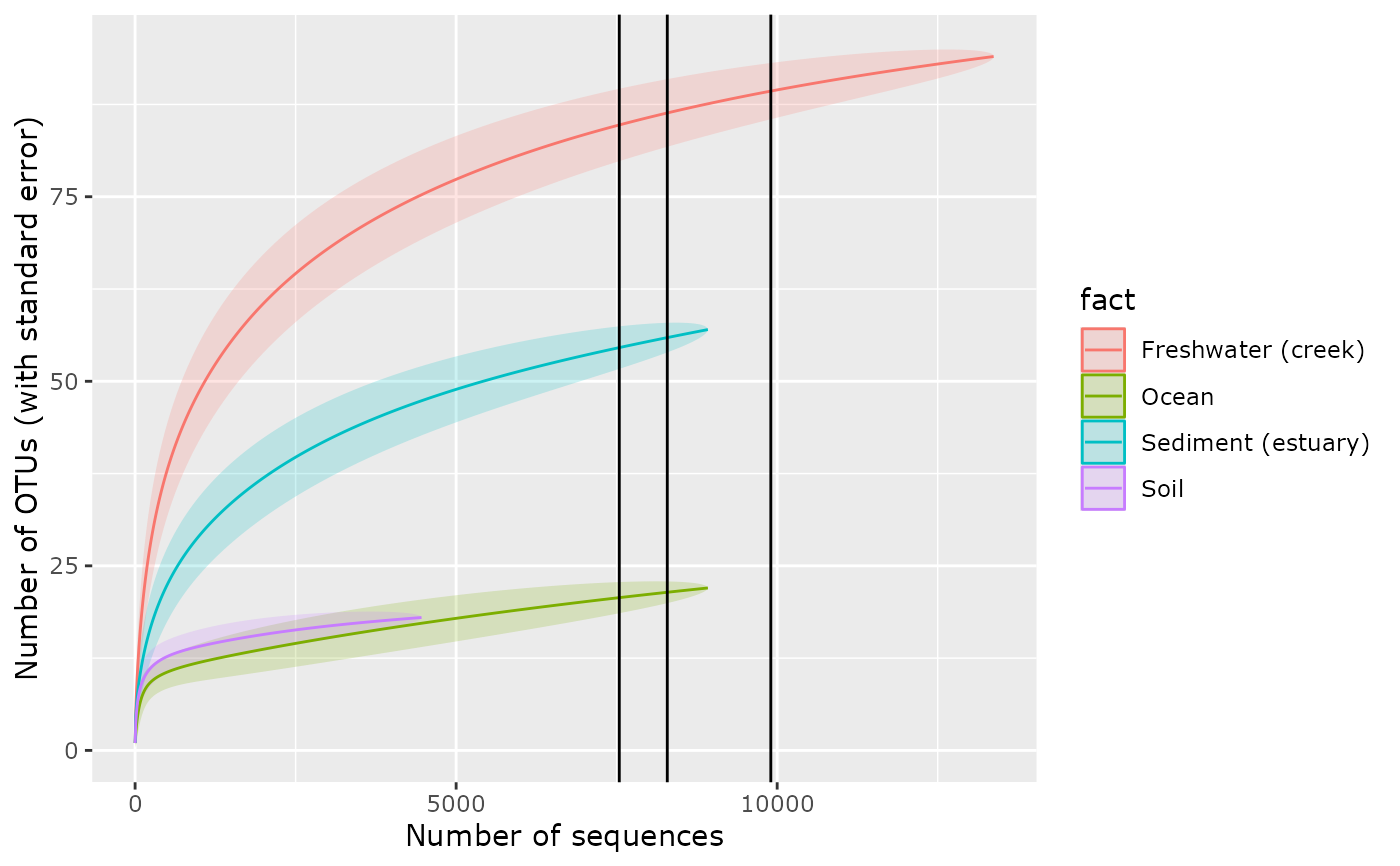 Number of OTUs (with standard error)
75
50
25
0
0 5000 10000
Number of sequences
fact
Freshwater (creek)
Ocean
Sediment (estuary)
Soil